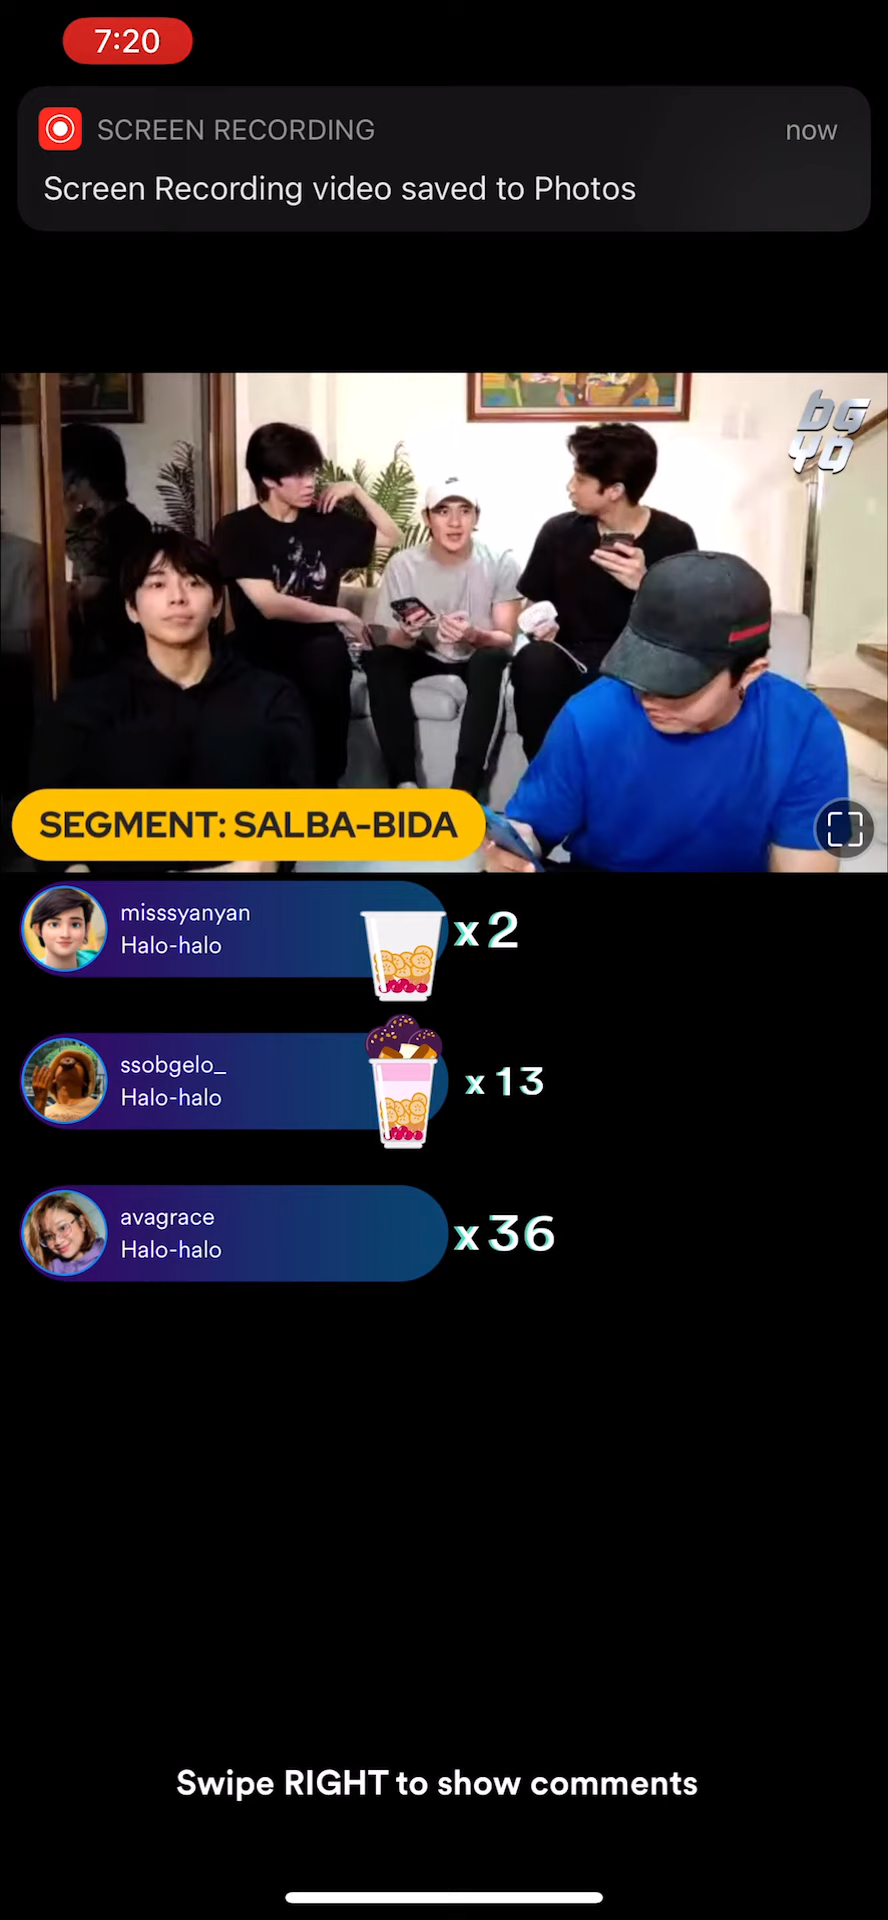 7:20
SCREEN RECORDING
now
Screen Recording video saved to Photos
bG
YO
SEGMENT: SALBA-BIDA
misssyanyan
Halo-halo
x 2
ssobgelo_
Halo-halo
x 13
avagrace
Halo-halo
x 36
Swipe RIGHT to show comments